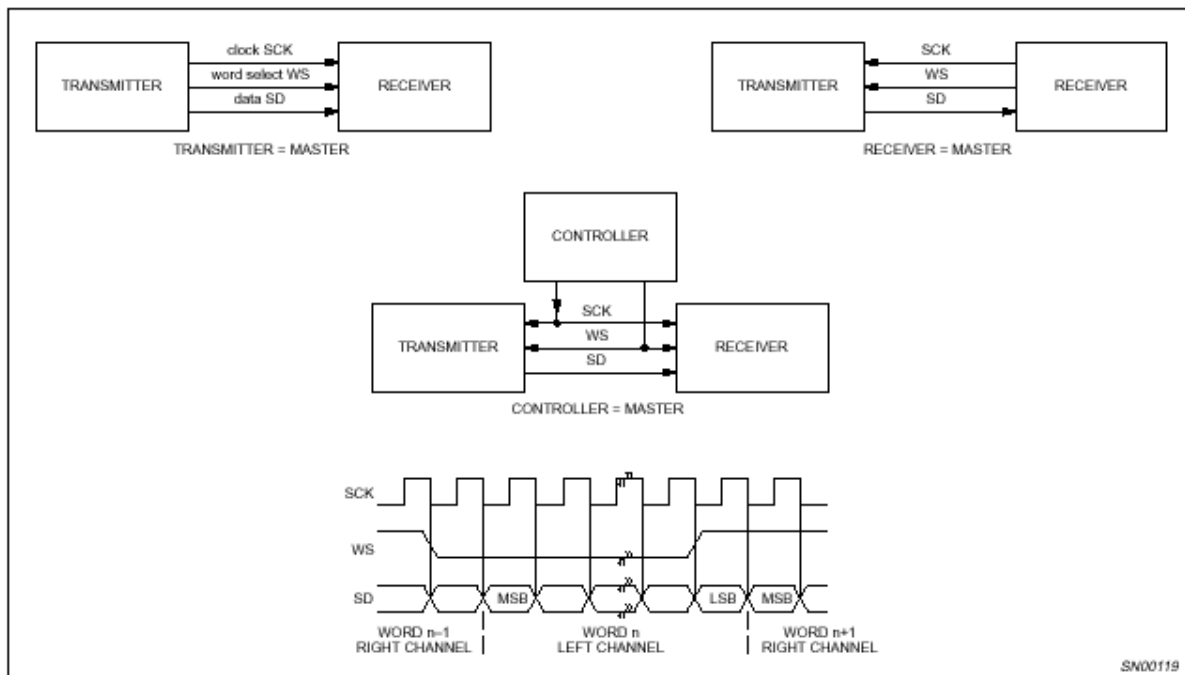 clock SCK
word select WS
data SD
TRANSMITTER
RECEIVER
TRANSMITTER = MASTER
SCK
WS
SD
TRANSMITTER
RECEIVER
RECEIVER = MASTER
CONTROLLER
SCK
WS
SD
TRANSMITTER
RECEIVER
CONTROLLER = MASTER
SCK
WS
SD
MSB
LSB
MSB
WORD n–1
RIGHT CHANNEL
WORD n
LEFT CHANNEL
WORD n+1
RIGHT CHANNEL
SN00119